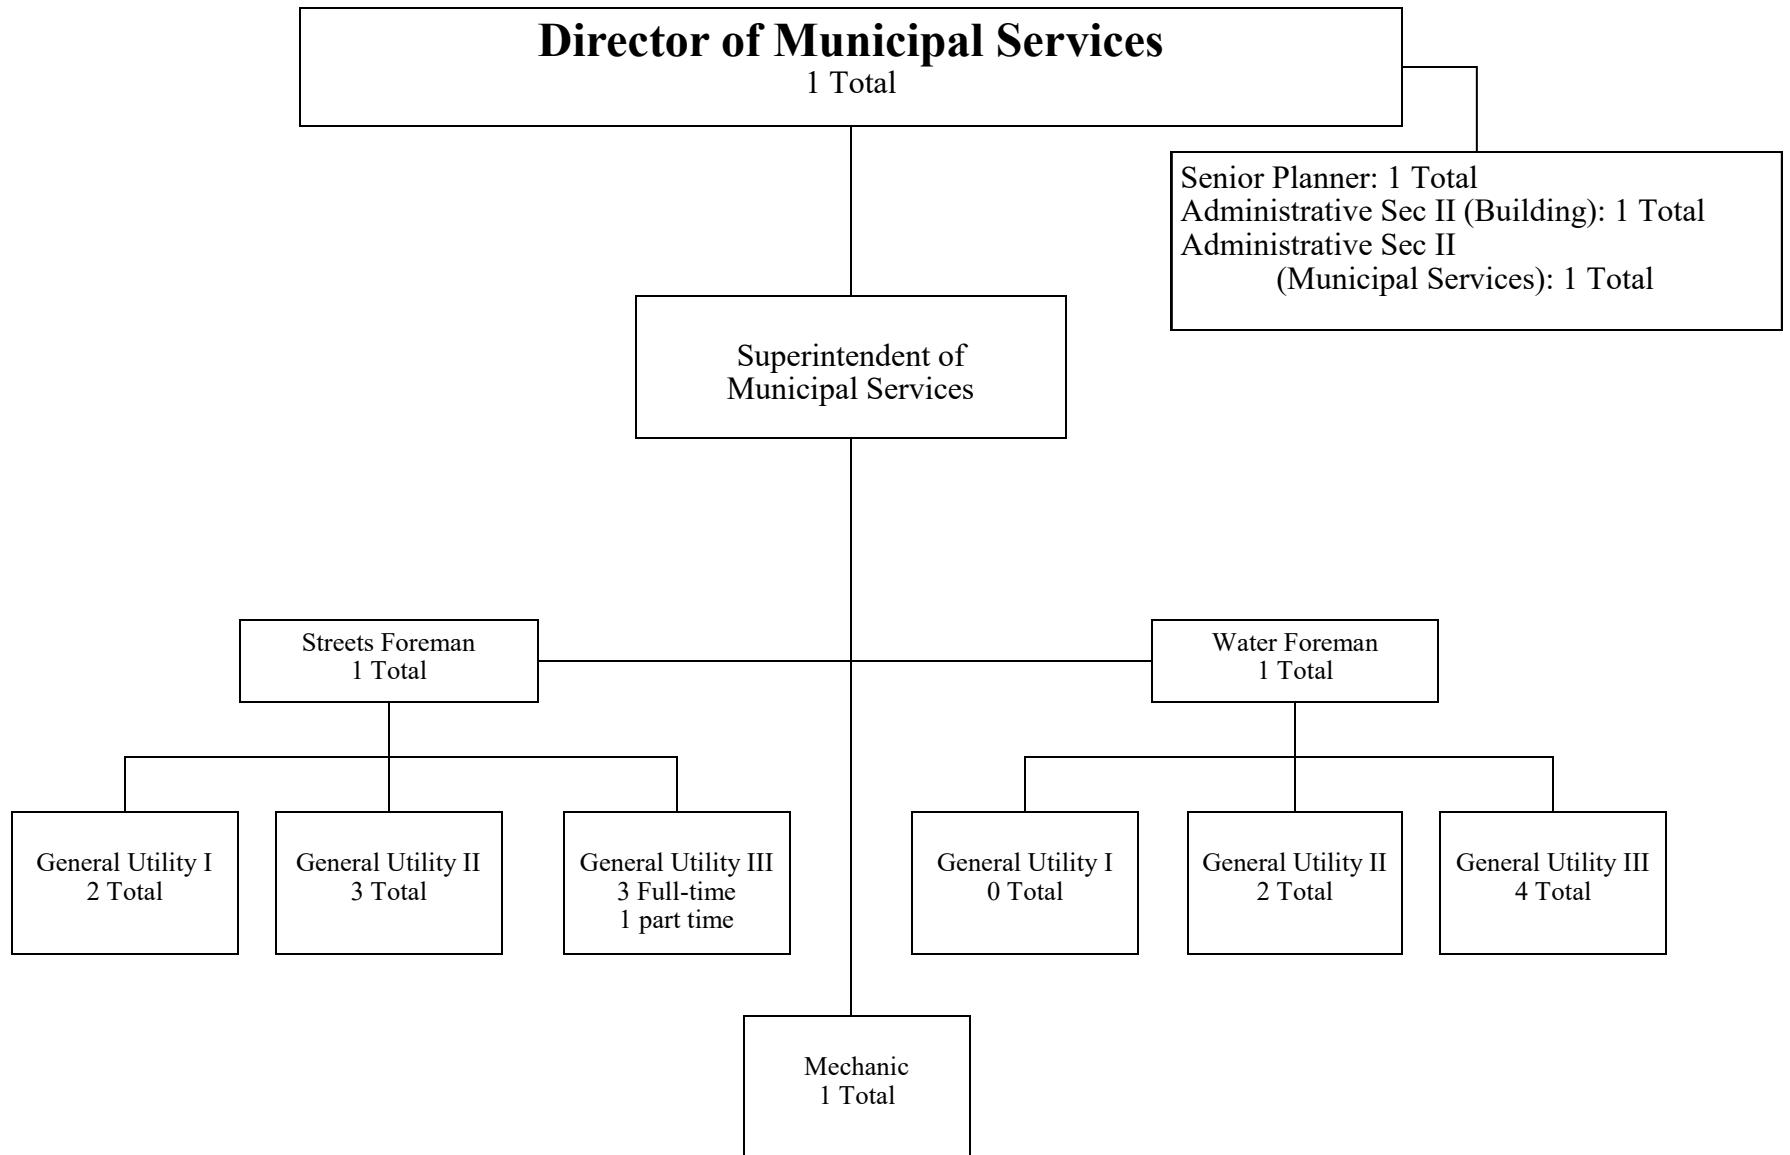 Director of Municipal Services
1 Total
Senior Planner: 1 Total
Administrative Sec II (Building): 1 Total
Administrative Sec II
(Municipal Services): 1 Total
Superintendent of
Municipal Services
Streets Foreman
1 Total
Water Foreman
1 Total
General Utility I
2 Total
General Utility II
3 Total
General Utility III
3 Full-time
1 part time
General Utility I
0 Total
General Utility II
2 Total
General Utility III
4 Total
Mechanic
1 Total